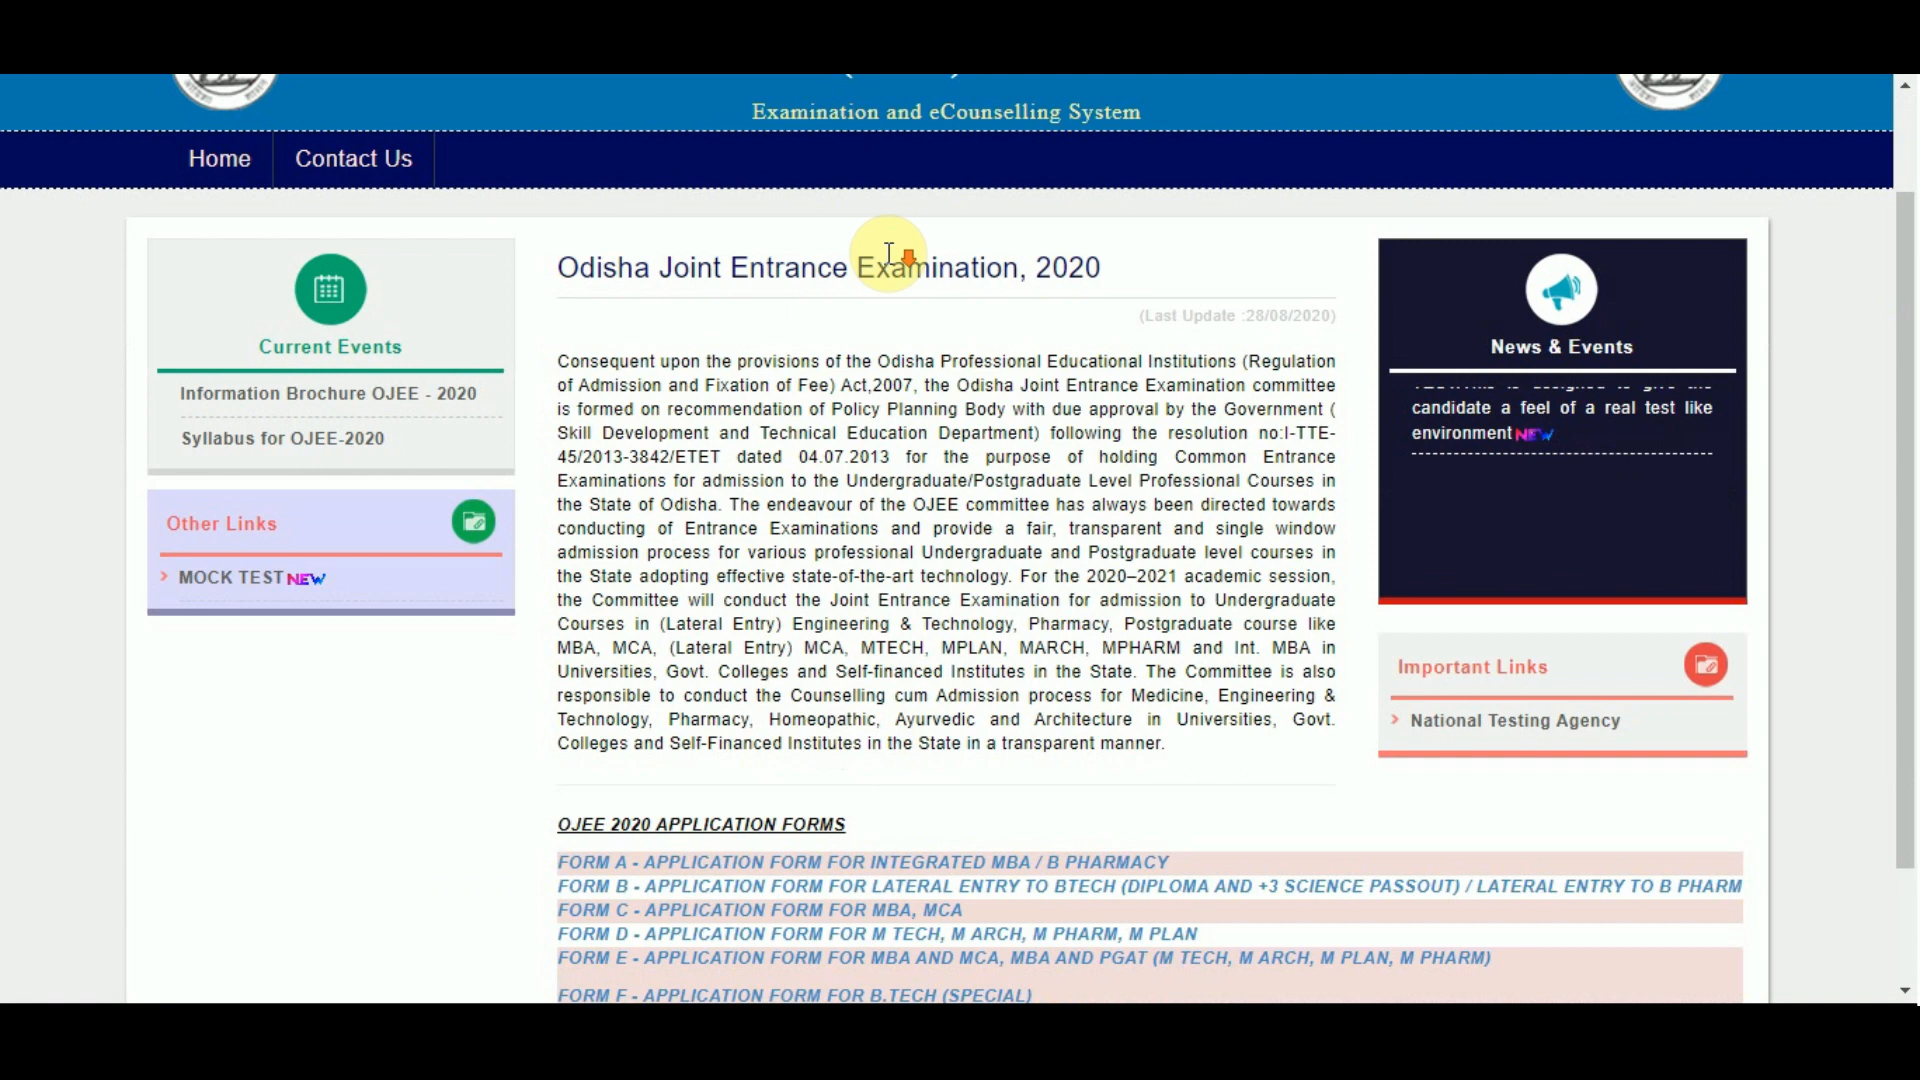 Examination and eCounselling System
Home
Contact Us
Current Events
Information Brochure OJEE - 2020
Syllabus for OJEE-2020
Other Links
MOCK TEST NEW
Odisha Joint Entrance Examination, 2020
(Last Update :28/08/2020)
Consequent upon the provisions of the Odisha Professional Educational Institutions (Regulation
of Admission and Fixation of Fee) Act,2007, the Odisha Joint Entrance Examination committee
is formed on recommendation of Policy Planning Body with due approval by the Government (
Skill Development and Technical Education Department) following the resolution no:I-TTE-
45/2013-3842/ETET dated 04.07.2013 for the purpose of holding Common Entrance
Examinations for admission to the Undergraduate/Postgraduate Level Professional Courses in
the State of Odisha. The endeavour of the OJEE committee has always been directed towards
conducting of Entrance Examinations and provide a fair, transparent and single window
admission process for various professional Undergraduate and Postgraduate level courses in
the State adopting effective state-of-the-art technology. For the 2020–2021 academic session,
the Committee will conduct the Joint Entrance Examination for admission to Undergraduate
Courses in (Lateral Entry) Engineering & Technology, Pharmacy, Postgraduate course like
MBA, MCA, (Lateral Entry) MCA, MTECH, MPLAN, MARCH, MPHARM and Int. MBA in
Universities, Govt. Colleges and Self-financed Institutes in the State. The Committee is also
responsible to conduct the Counselling cum Admission process for Medicine, Engineering &
Technology, Pharmacy, Homeopathic, Ayurvedic and Architecture in Universities, Govt.
Colleges and Self-Financed Institutes in the State in a transparent manner.
OJEE 2020 APPLICATION FORMS
FORM A - APPLICATION FORM FOR INTEGRATED MBA / B PHARMACY
FORM B - APPLICATION FORM FOR LATERAL ENTRY TO BTECH (DIPLOMA AND +3 SCIENCE PASSOUT) / LATERAL ENTRY TO B PHARM
FORM C - APPLICATION FORM FOR MBA, MCA
FORM D - APPLICATION FORM FOR M TECH, M ARCH, M PHARM, M PLAN
FORM E - APPLICATION FORM FOR MBA AND MCA, MBA AND PGAT (M TECH, M ARCH, M PLAN, M PHARM)
FORM F - APPLICATION FORM FOR B.TECH (SPECIAL)
News & Events
is designed to give the
candidate a feel of a real test like
environment NEW
Important Links
National Testing Agency